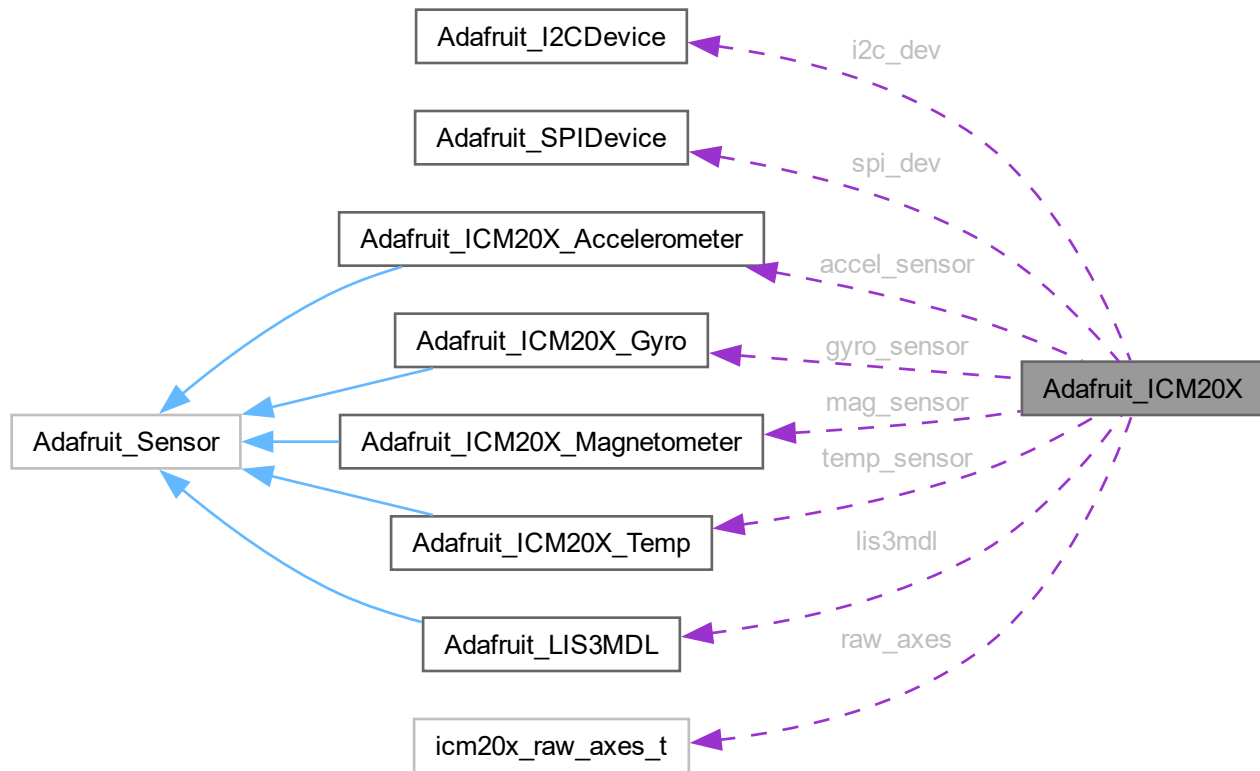 Adafruit_I2CDevice
i2c_dev
Adafruit_SPIDevice
spi_dev
Adafruit_ICM20X_Accelerometer
accel_sensor
Adafruit_ICM20X_Gyro
gyro_sensor
Adafruit_ICM20X
mag_sensor
Adafruit_Sensor
Adafruit_ICM20X_Magnetometer
temp_sensor
Adafruit_ICM20X_Temp
lis3mdl
Adafruit_LIS3MDL
raw_axes
icm20x_raw_axes_t